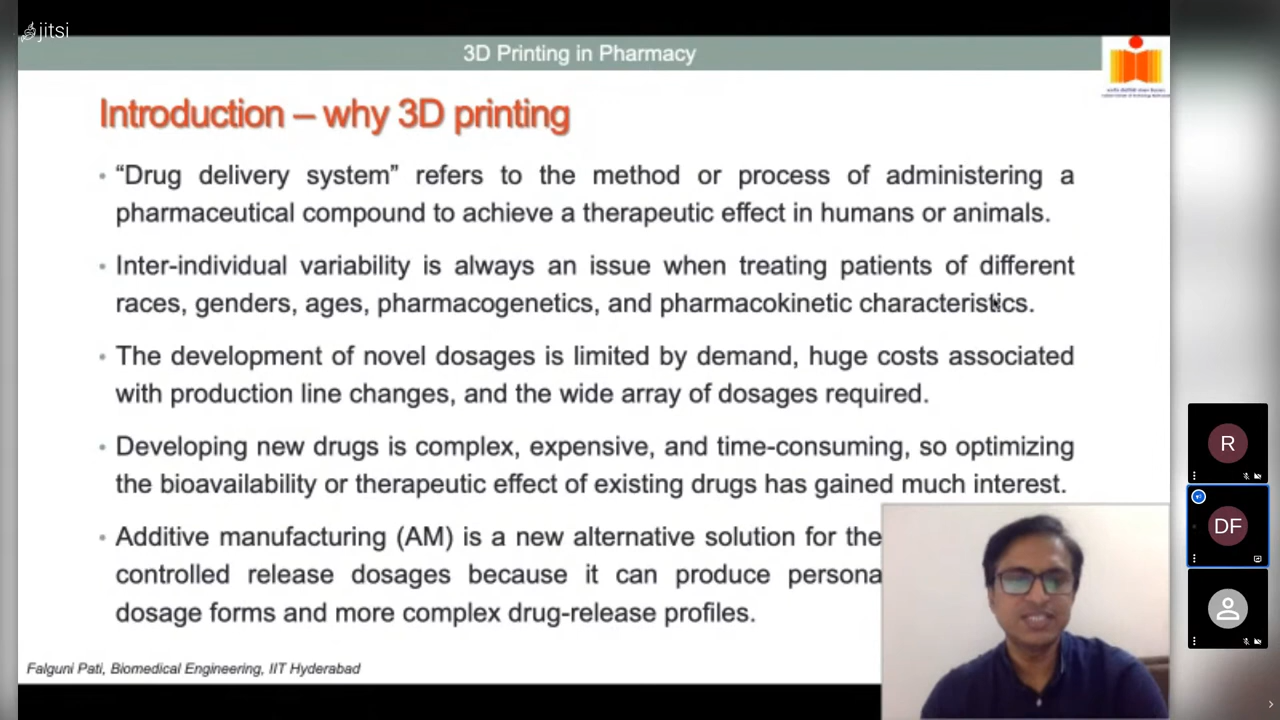 jitsi
3D Printing in Pharmacy
Introduction – why 3D printing
• “Drug delivery system” refers to the method or process of administering a
pharmaceutical compound to achieve a therapeutic effect in humans or animals.
• Inter-individual variability is always an issue when treating patients of different
races, genders, ages, pharmacogenetics, and pharmacokinetic characteristics.
• The development of novel dosages is limited by demand, huge costs associated
with production line changes, and the wide array of dosages required.
• Developing new drugs is complex, expensive, and time-consuming, so optimizing
the bioavailability or therapeutic effect of existing drugs has gained much interest.
• Additive manufacturing (AM) is a new alternative solution for the
controlled release dosages because it can produce persona
dosage forms and more complex drug-release profiles.
Falguni Pati, Biomedical Engineering, IIT Hyderabad
R
DF